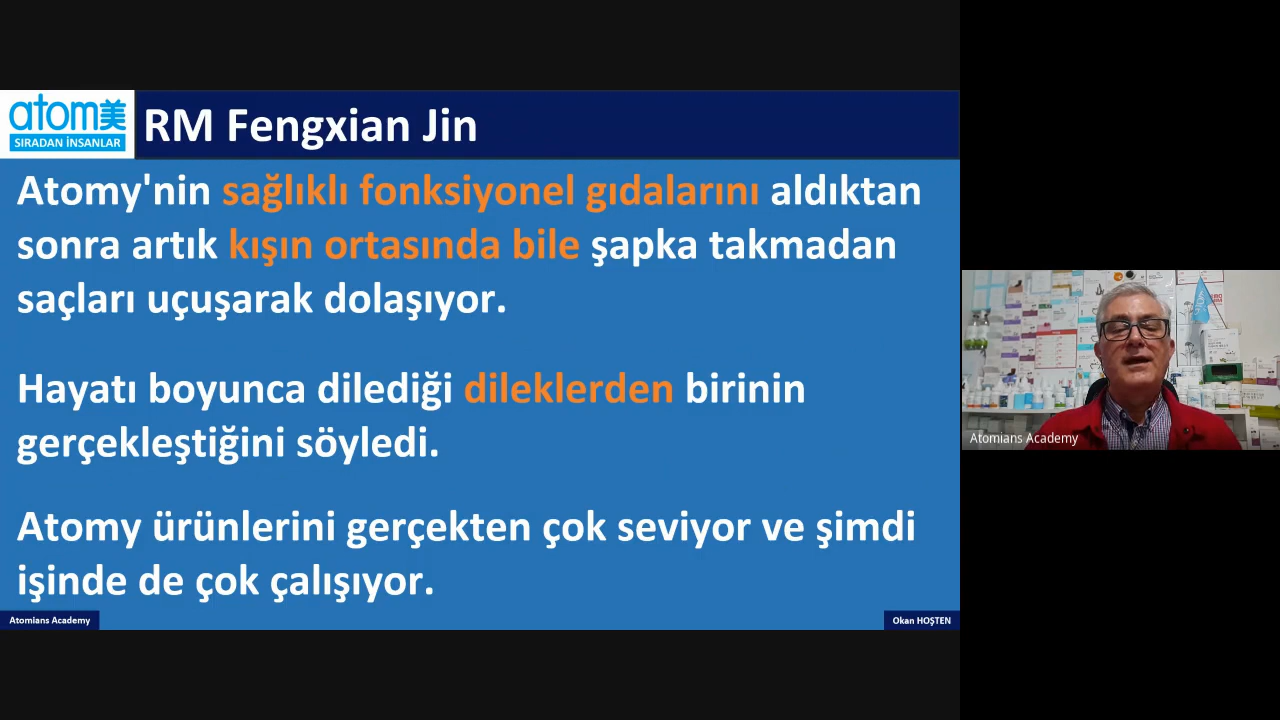 atom美
SIRADAN İNSANLAR
RM Fengxian Jin
Atomy'nin sağlıklı fonksiyonel gıdalarını aldıktan
sonra artık kışın ortasında bile şapka takmadan
saçları uçuşarak dolaşıyor.
Hayatı boyunca dilediği dileklerden birinin
gerçekleştiğini söyledi.
Atomy ürünlerini gerçekten çok seviyor ve şimdi
işinde de çok çalışıyor.
Atomians Academy
Okan HOŞTEN
Atomians Academy